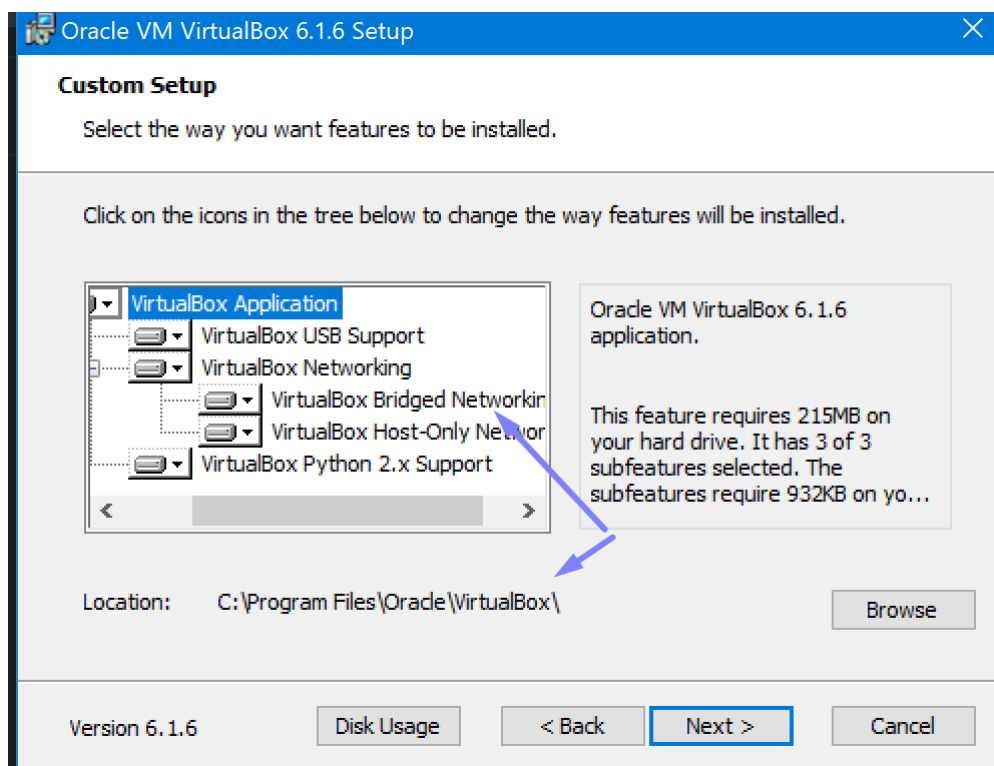 Oracle VM VirtualBox 6.1.6 Setup
Custom Setup
Select the way you want features to be installed.
Click on the icons in the tree below to change the way features will be installed.
VirtualBox Application
VirtualBox USB Support
VirtualBox Networking
VirtualBox Bridged Networkin
VirtualBox Host-Only Networ
VirtualBox Python 2.x Support
Oracle VM VirtualBox 6.1.6
application.
This feature requires 215MB on
your hard drive. It has 3 of 3
subfeatures selected. The
subfeatures require 932KB on yo...
Location: C:\Program Files\Oracle\VirtualBox\
Browse
Version 6.1.6 Disk Usage < Back Next > Cancel